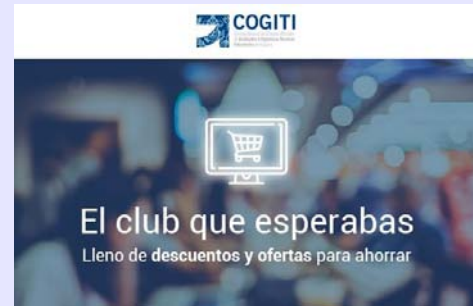 COGITI
El club que esperabas
Lleno de descuentos y ofertas para ahorrar